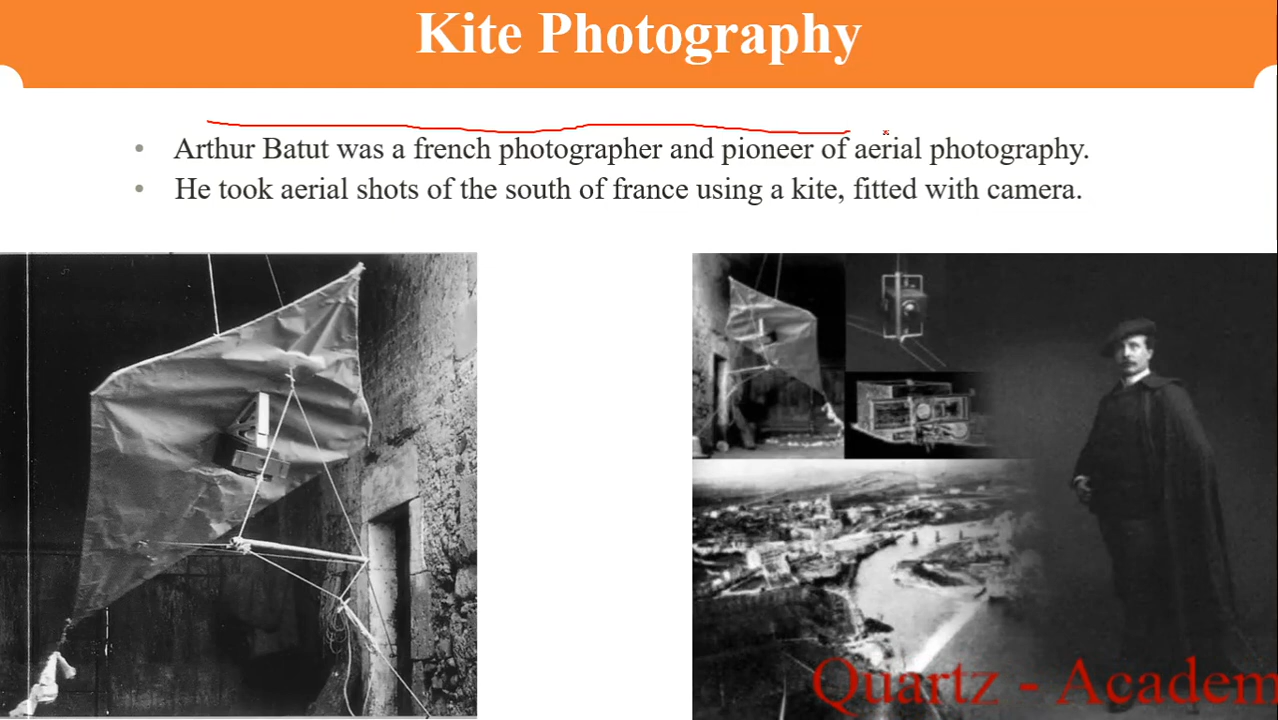 Kite Photography
• Arthur Batut was a french photographer and pioneer of aerial photography.
• He took aerial shots of the south of france using a kite, fitted with camera.
Quartz - Academ